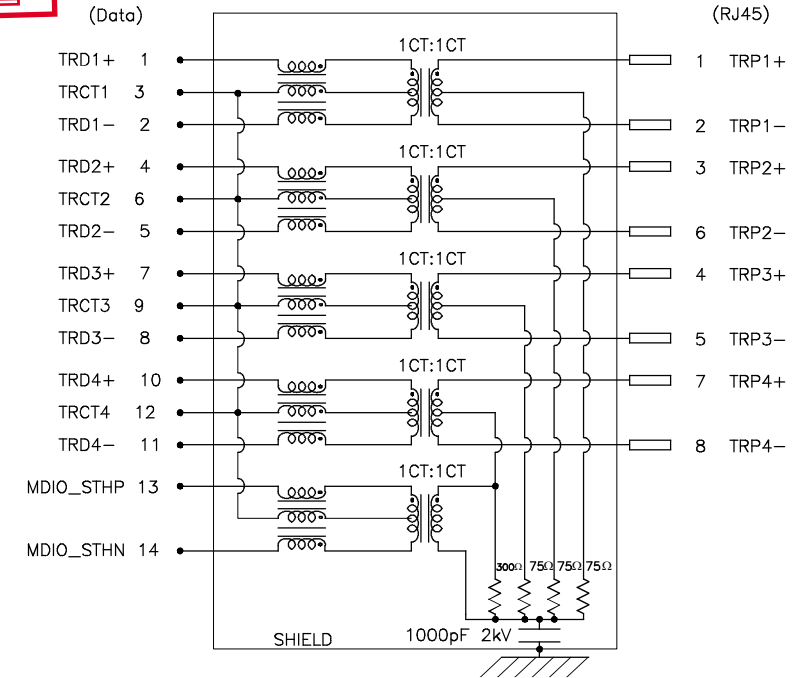 (Data) (RJ45)
1CT:1CT
TRD1+ 1 1 TRP1+
TRCT1 3
TRD1− 2 2 TRP1−
1CT:1CT
TRD2+ 4 3 TRP2+
TRCT2 6
TRD2− 5 6 TRP2−
1CT:1CT
TRD3+ 7 4 TRP3+
TRCT3 9
TRD3− 8 5 TRP3−
1CT:1CT
TRD4+ 10 7 TRP4+
TRCT4 12
TRD4− 11 8 TRP4−
1CT:1CT
MDIO_STHP 13
MDIO_STHN 14
300Ω 75Ω 75Ω 75Ω
SHIELD 1000pF 2kV